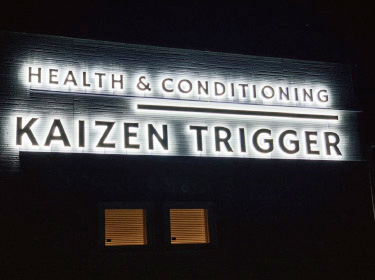 HEALTH & CONDITIONING
KAIZEN TRIGGER